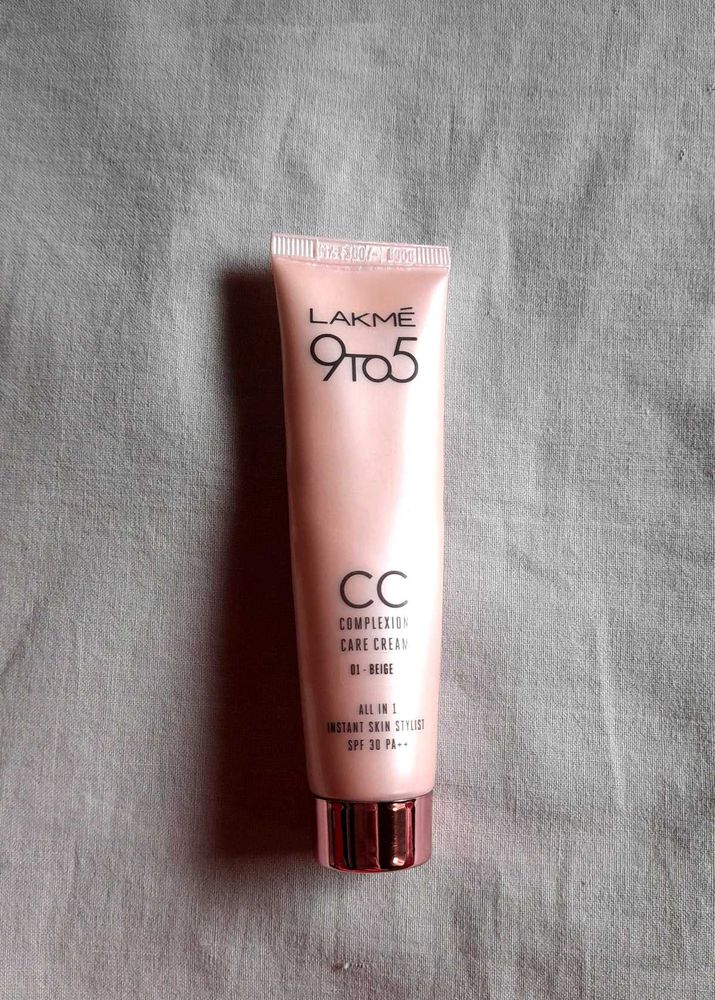 LAKMÉ
9TO5
CC
COMPLEXION
CARE CREAM
01 - BEIGE
ALL IN 1
INSTANT SKIN STYLIST
SPF 30 PA++